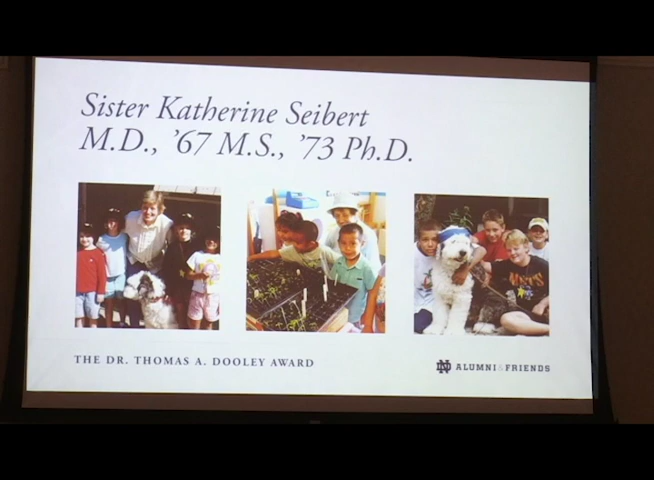 Sister Katherine Seibert
M.D., ’67 M.S., ’73 Ph.D.
THE DR. THOMAS A. DOOLEY AWARD
ND ALUMNI & FRIENDS